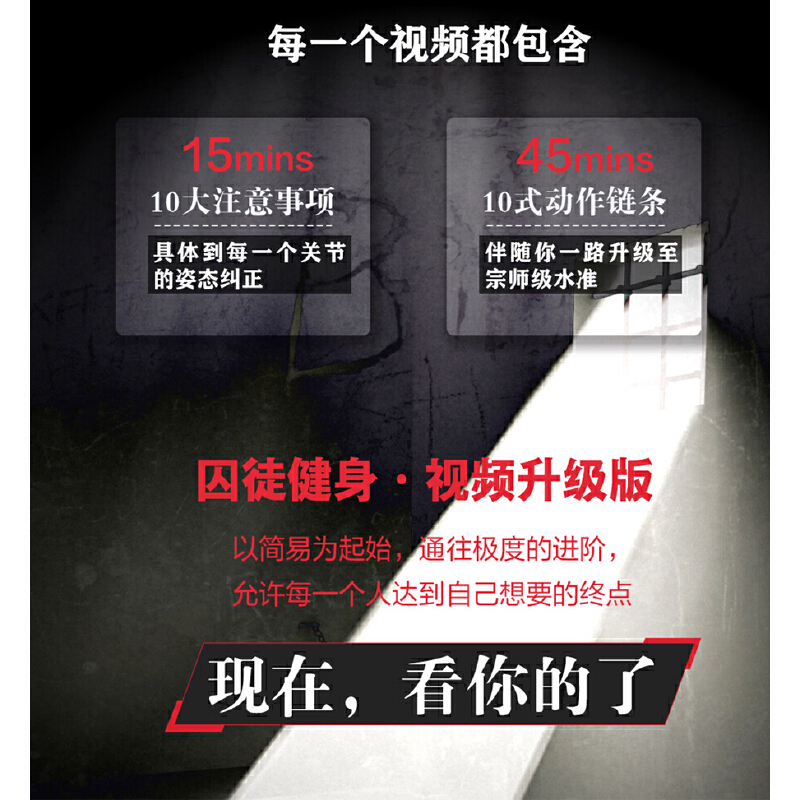 每一个视频都包含
15mins
10大注意事项
具体到每一个关节
的姿态纠正
45mins
10式动作链条
伴随你一路升级至
宗师级水准
囚徒健身·视频升级版
以简易为起始，通往极度的进阶，
允许每一个人达到自己想要的终点
现在，看你的了